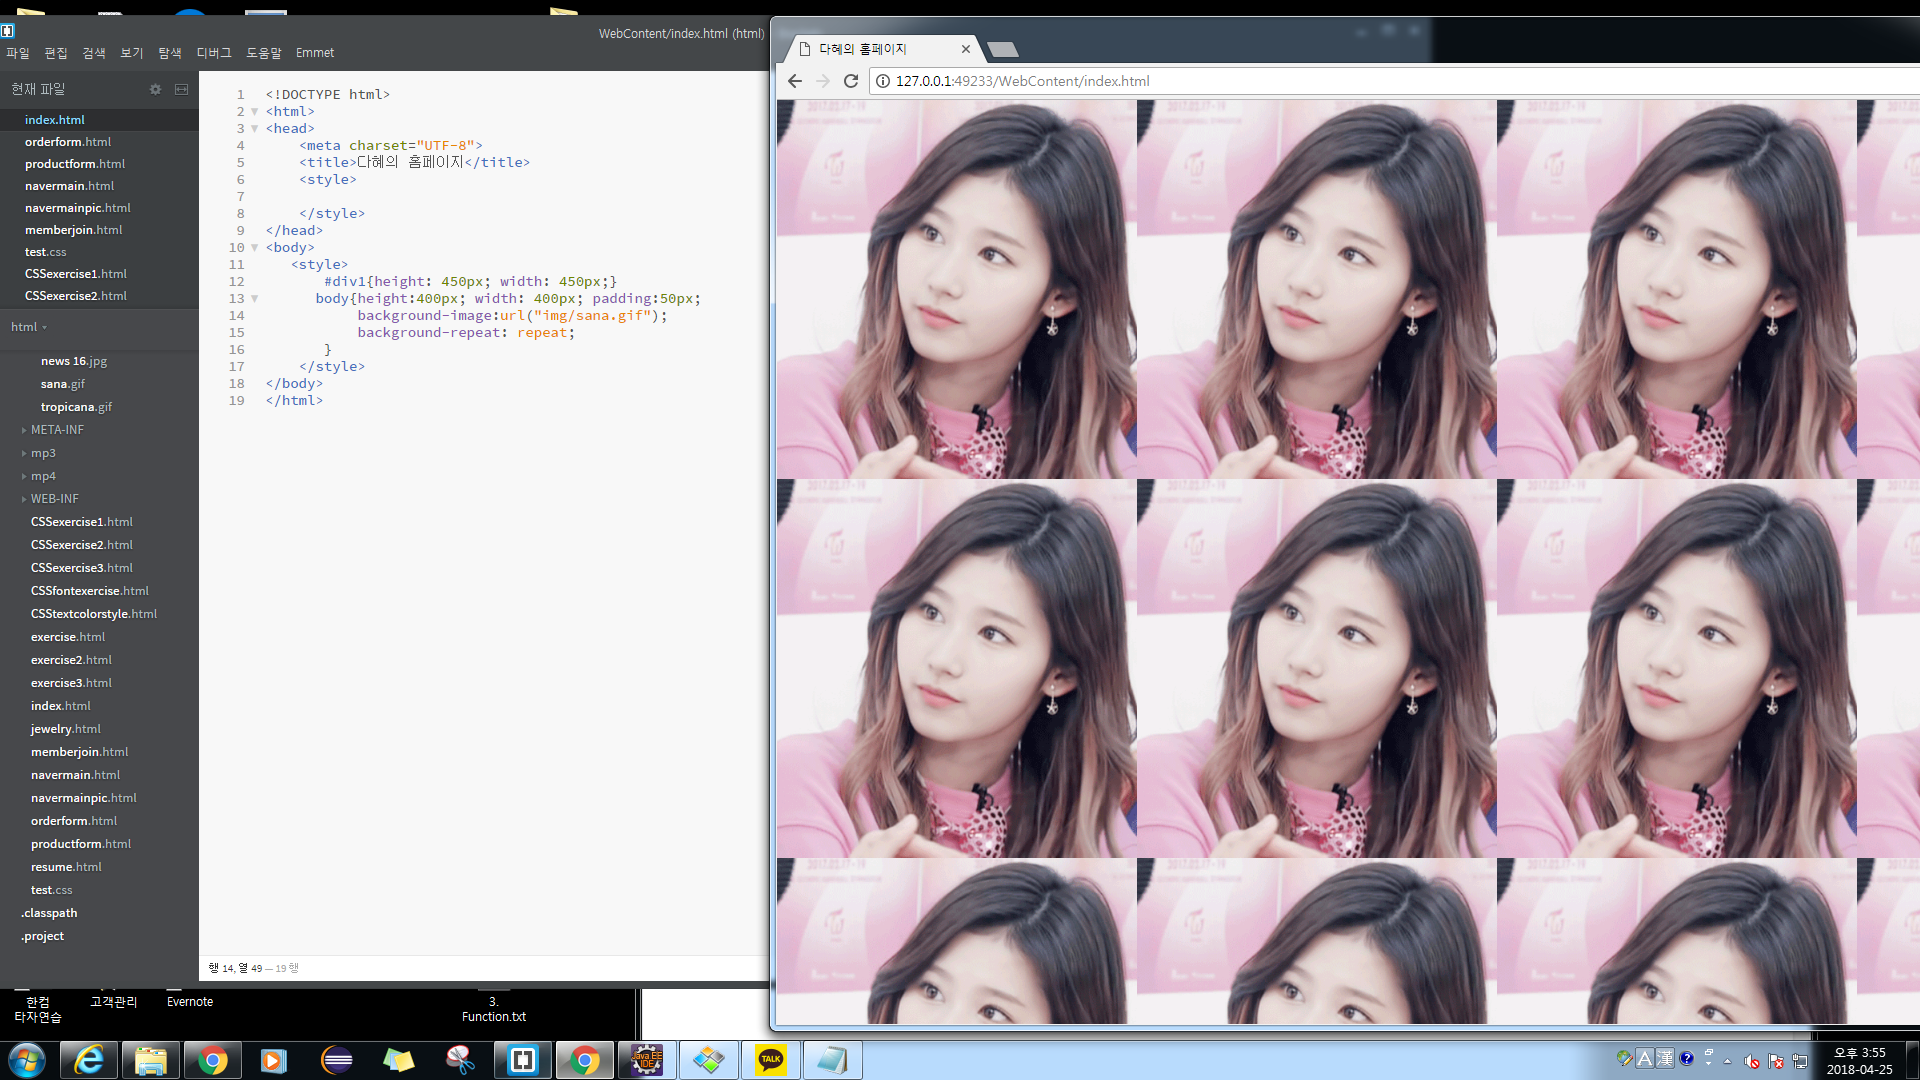 WebContent/index.html (html)
파일 편집 검색 보기 탐색 디버그 도움말 Emmet
현재 파일
index.html
orderform.html
productform.html
navermain.html
navermainpic.html
memberjoin.html
test.css
CSSexercise1.html
CSSexercise2.html
html
news 16.jpg
sana.gif
tropicana.gif
META-INF
mp3
mp4
WEB-INF
CSSexercise1.html
CSSexercise2.html
CSSexercise3.html
CSSfontexercise.html
CSStextcolorstyle.html
exercise.html
exercise2.html
exercise3.html
index.html
jewelry.html
memberjoin.html
navermain.html
navermainpic.html
orderform.html
productform.html
resume.html
test.css
.classpath
.project
1 <!DOCTYPE html>
2 <html>
3 <head>
4 <meta charset="UTF-8">
5 <title>다혜의 홈페이지</title>
6 <style>
7
8 </style>
9 </head>
10 <body>
11 <style>
12 #div1{height: 450px; width: 450px;}
13 body{height:400px; width: 400px; padding:50px;
14 background-image:url("img/sana.gif");
15 background-repeat: repeat;
16 }
17 </style>
18 </body>
19 </html>
행 14, 열 49 — 19 행
다혜의 홈페이지
127.0.0.1:49233/WebContent/index.html
한컴
타자연습
고객관리
Evernote
3.
Function.txt
Java EE
IDE
TALK
A 漢
오후 3:55
2018-04-25